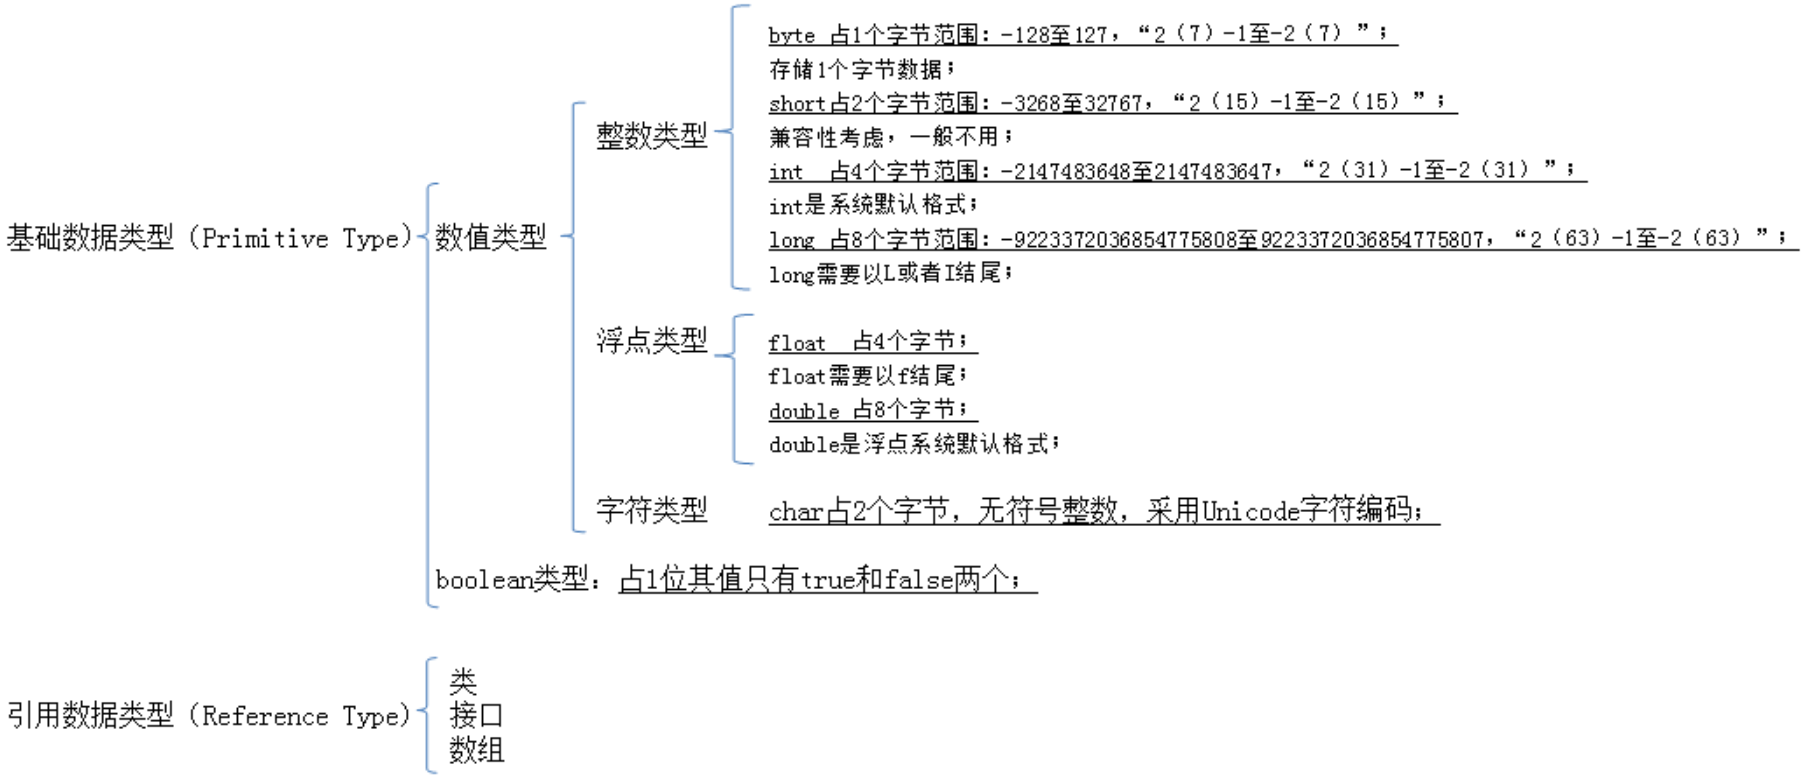 byte 占1个字节范围：-128至127，“2（7）-1至-2（7）”；
存储1个字节数据；
short占2个字节范围：-3268至32767，“2（15）-1至-2（15）”；
整数类型
兼容性考虑，一般不用；
int 占4个字节范围：-2147483648至2147483647，“2（31）-1至-2（31）”；
int是系统默认格式；
基础数据类型（Primitive Type）
数值类型
long 占8个字节范围：-9223372036854775808至9223372036854775807，“2（63）-1至-2（63）”；
long需要以L或者I结尾；
浮点类型
float 占4个字节；
float需要以f结尾；
double 占8个字节；
double是浮点系统默认格式；
字符类型
char占2个字节，无符号整数，采用Unicode字符编码；
boolean类型：占1位其值只有true和false两个；
引用数据类型（Reference Type）
类
接口
数组